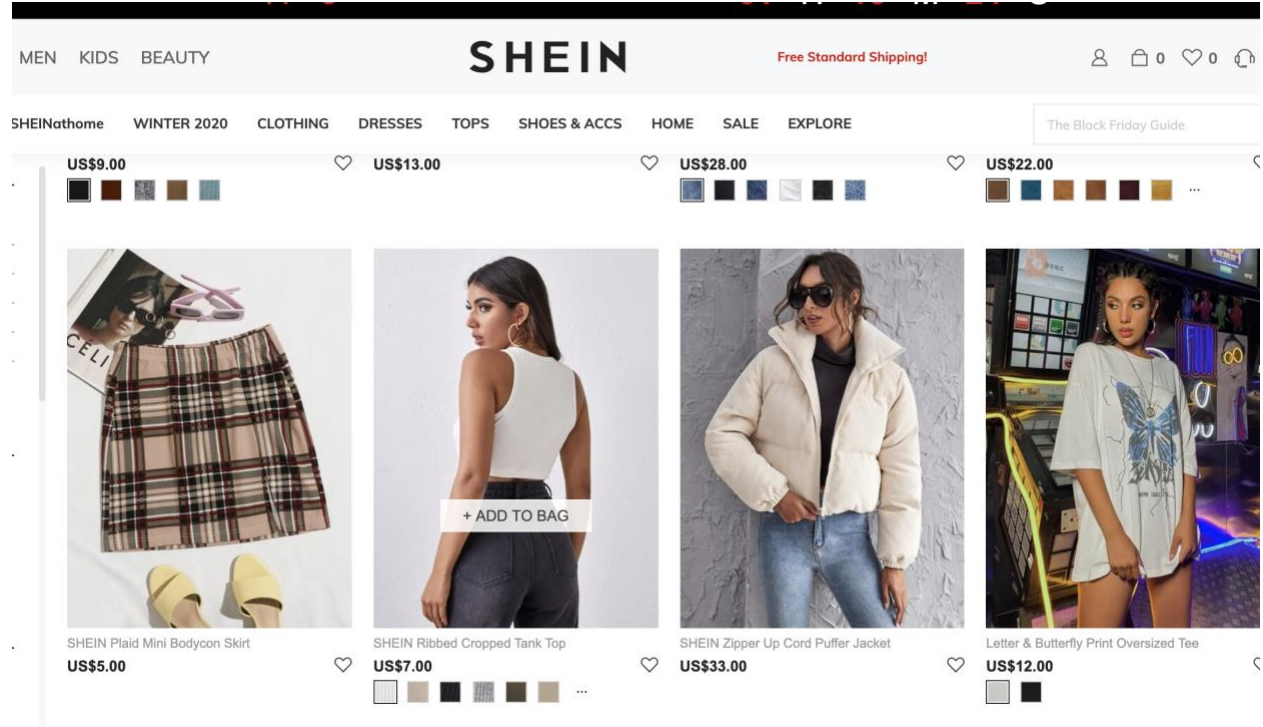 MEN KIDS BEAUTY
SHEIN
Free Standard Shipping!
0 0
SHEINathome WINTER 2020 CLOTHING DRESSES TOPS SHOES & ACCS HOME SALE EXPLORE
The Black Friday Guide
US$9.00 US$13.00 US$28.00 US$22.00
...
CÉLI
+ ADD TO BAG
SHEIN Plaid Mini Bodycon Skirt
US$5.00
SHEIN Ribbed Cropped Tank Top
US$7.00
...
SHEIN Zipper Up Cord Puffer Jacket
US$33.00
Letter & Butterfly Print Oversized Tee
US$12.00